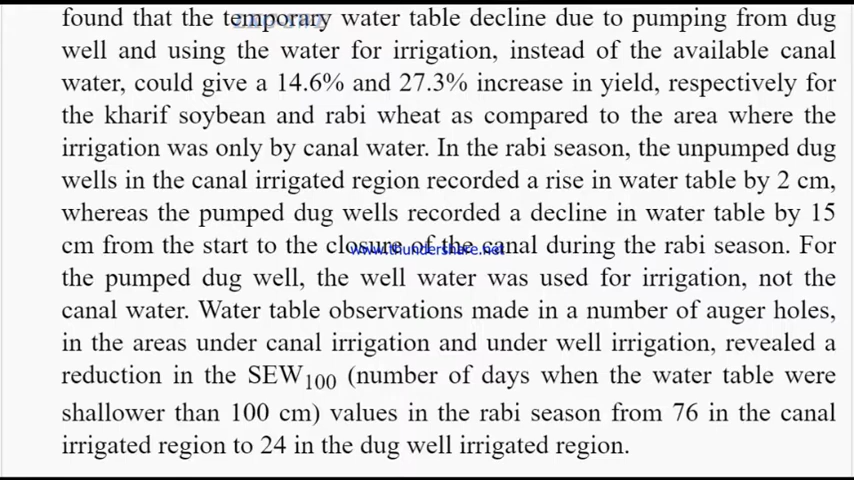 found that the temporary water table decline due to pumping from dug
well and using the water for irrigation, instead of the available canal
water, could give a 14.6% and 27.3% increase in yield, respectively for
the kharif soybean and rabi wheat as compared to the area where the
irrigation was only by canal water. In the rabi season, the unpumped dug
wells in the canal irrigated region recorded a rise in water table by 2 cm,
whereas the pumped dug wells recorded a decline in water table by 15
cm from the start to the closure of the canal during the rabi season. For
www.thundershare.net
the pumped dug well, the well water was used for irrigation, not the
canal water. Water table observations made in a number of auger holes,
in the areas under canal irrigation and under well irrigation, revealed a
reduction in the SEW100 (number of days when the water table were
shallower than 100 cm) values in the rabi season from 76 in the canal
irrigated region to 24 in the dug well irrigated region.